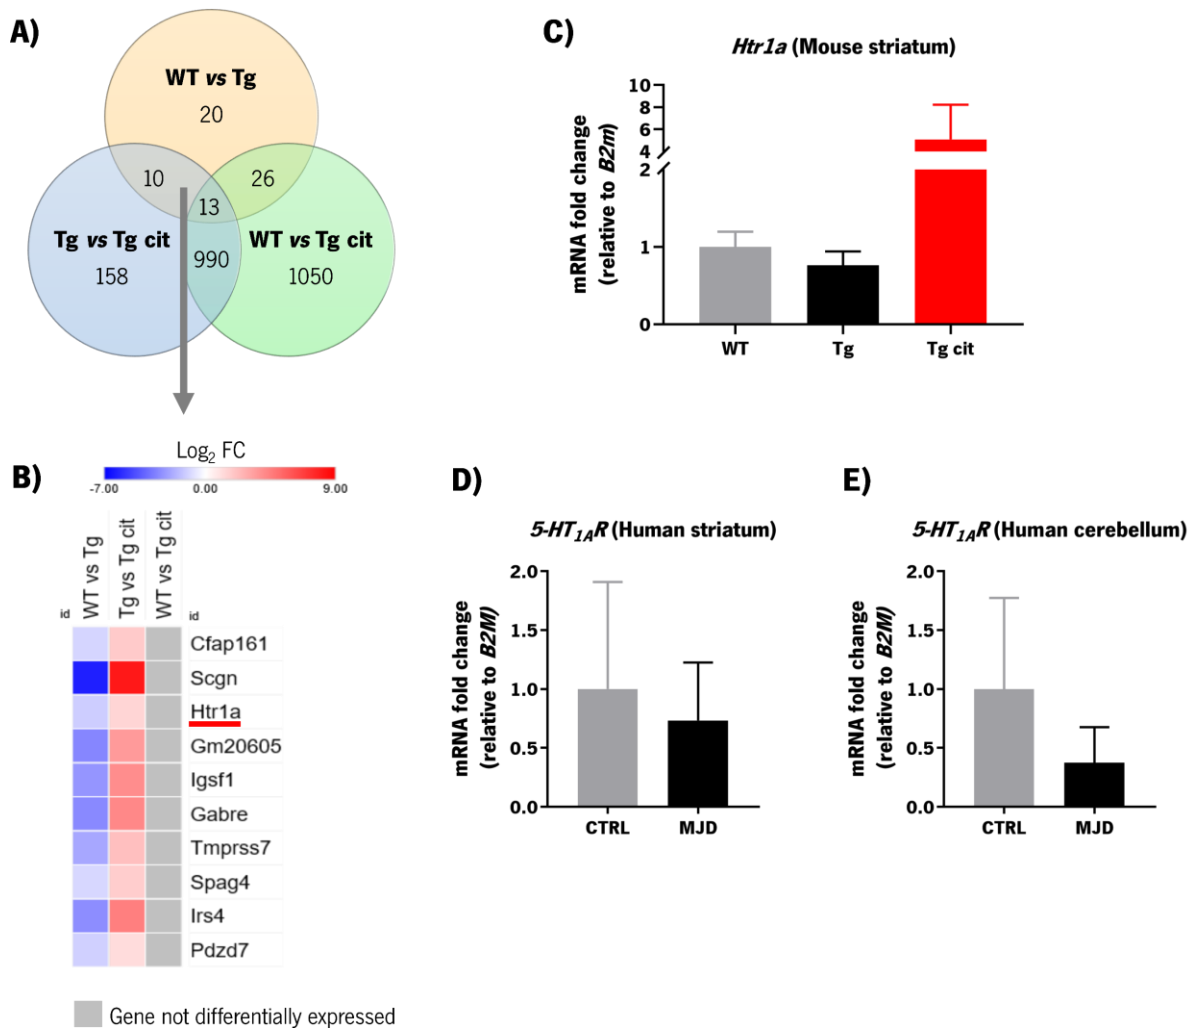 A)
WT vs Tg
20
10
26
13
Tg vs Tg cit
WT vs Tg cit
158
990
1050
B)
Log2 FC
-7.00
0.00
9.00
id
WT vs Tg
Tg vs Tg cit
WT vs Tg cit
id
Cfap161
Scgn
Htr1a
Gm20605
Igsf1
Gabre
Tmprss7
Spag4
Irs4
Pdzd7
Gene not differentially expressed
C)
Htr1a (Mouse striatum)
mRNA fold change
(relative to B2m)
10
8
6
4
2
1
0
WT
Tg
Tg cit
D)
5-HT1AR (Human striatum)
mRNA fold change
(relative to B2M)
2.0
1.5
1.0
0.5
0.0
CTRL
MJD
E)
5-HT1AR (Human cerebellum)
mRNA fold change
(relative to B2M)
2.0
1.5
1.0
0.5
0.0
CTRL
MJD